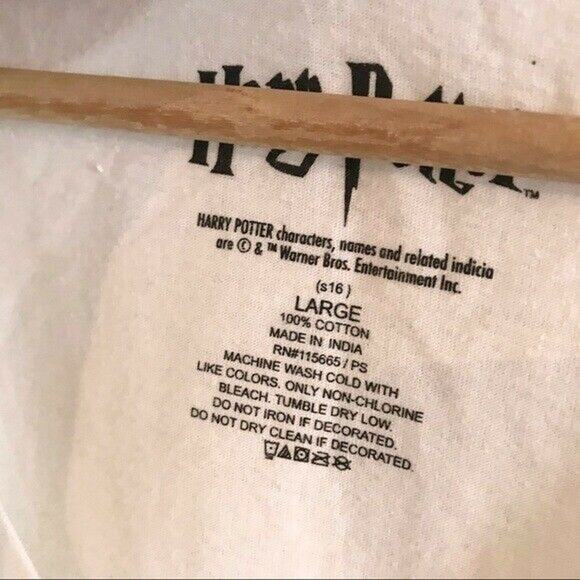 Harry Potter™
HARRY POTTER characters, names and related indicia
are © & ™ Warner Bros. Entertainment Inc.
(s16)
LARGE
100% COTTON
MADE IN INDIA
RN#115665 / PS
MACHINE WASH COLD WITH
LIKE COLORS. ONLY NON-CHLORINE
BLEACH. TUMBLE DRY LOW.
DO NOT IRON IF DECORATED.
DO NOT DRY CLEAN IF DECORATED.